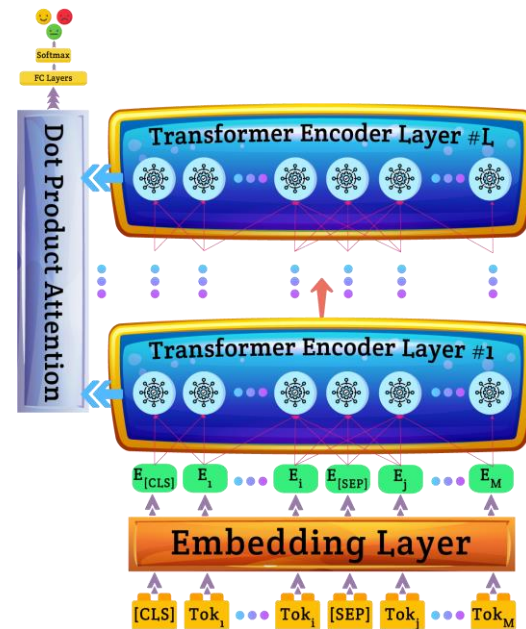 Softmax
FC Layers
Dot Product Attention
Transformer Encoder Layer #L
Transformer Encoder Layer #1
E[CLS] E1 Ei E[SEP] Ej EM
Embedding Layer
[CLS] Tok1 Toki [SEP] Tokj TokM